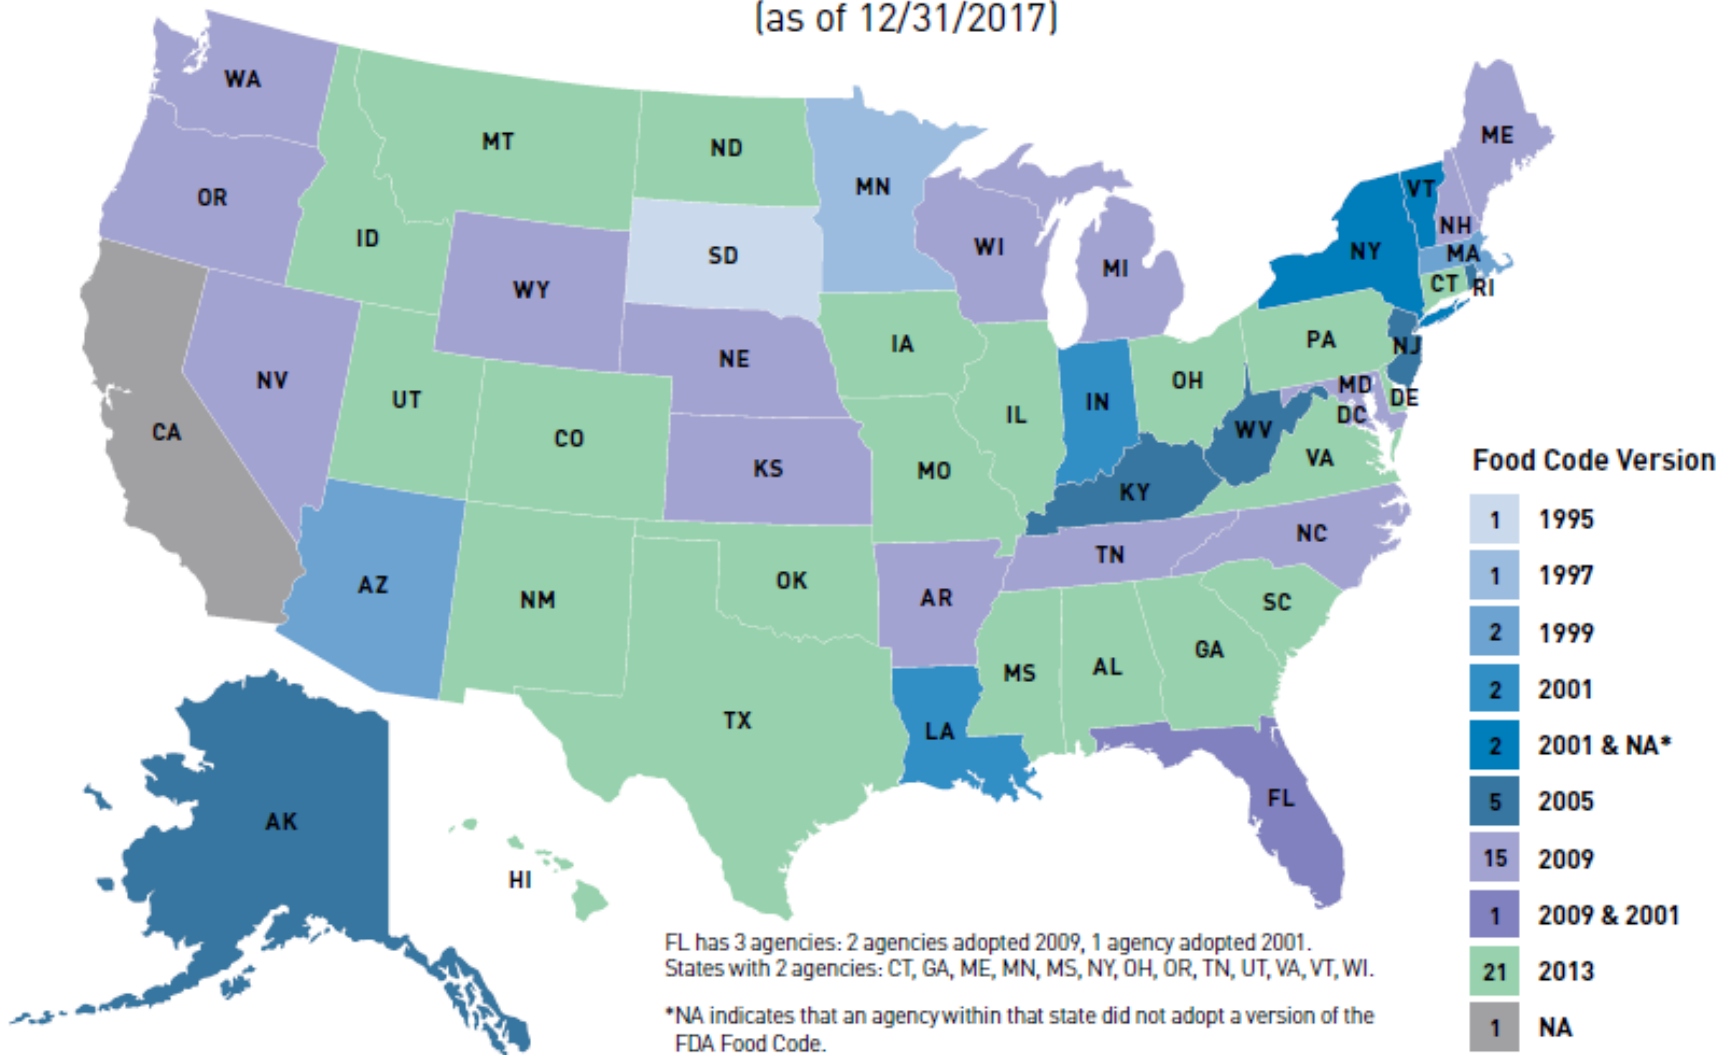 (as of 12/31/2017)
WA
MT
ND
MN
ME
OR
ID
SD
WI
MI
VT
NH
NY
MA
CT
RI
WY
NE
IA
PA
NJ
NV
UT
CO
IL
IN
OH
MD
DE
DC
CA
KS
MO
WV
VA
KY
AZ
NM
OK
AR
TN
NC
SC
MS
AL
GA
TX
LA
FL
AK
HI
Food Code Version
1 1995
1 1997
2 1999
2 2001
2 2001 & NA*
5 2005
15 2009
1 2009 & 2001
21 2013
1 NA
FL has 3 agencies: 2 agencies adopted 2009, 1 agency adopted 2001.
States with 2 agencies: CT, GA, ME, MN, MS, NY, OH, OR, TN, UT, VA, VT, WI.
*NA indicates that an agency within that state did not adopt a version of the
FDA Food Code.